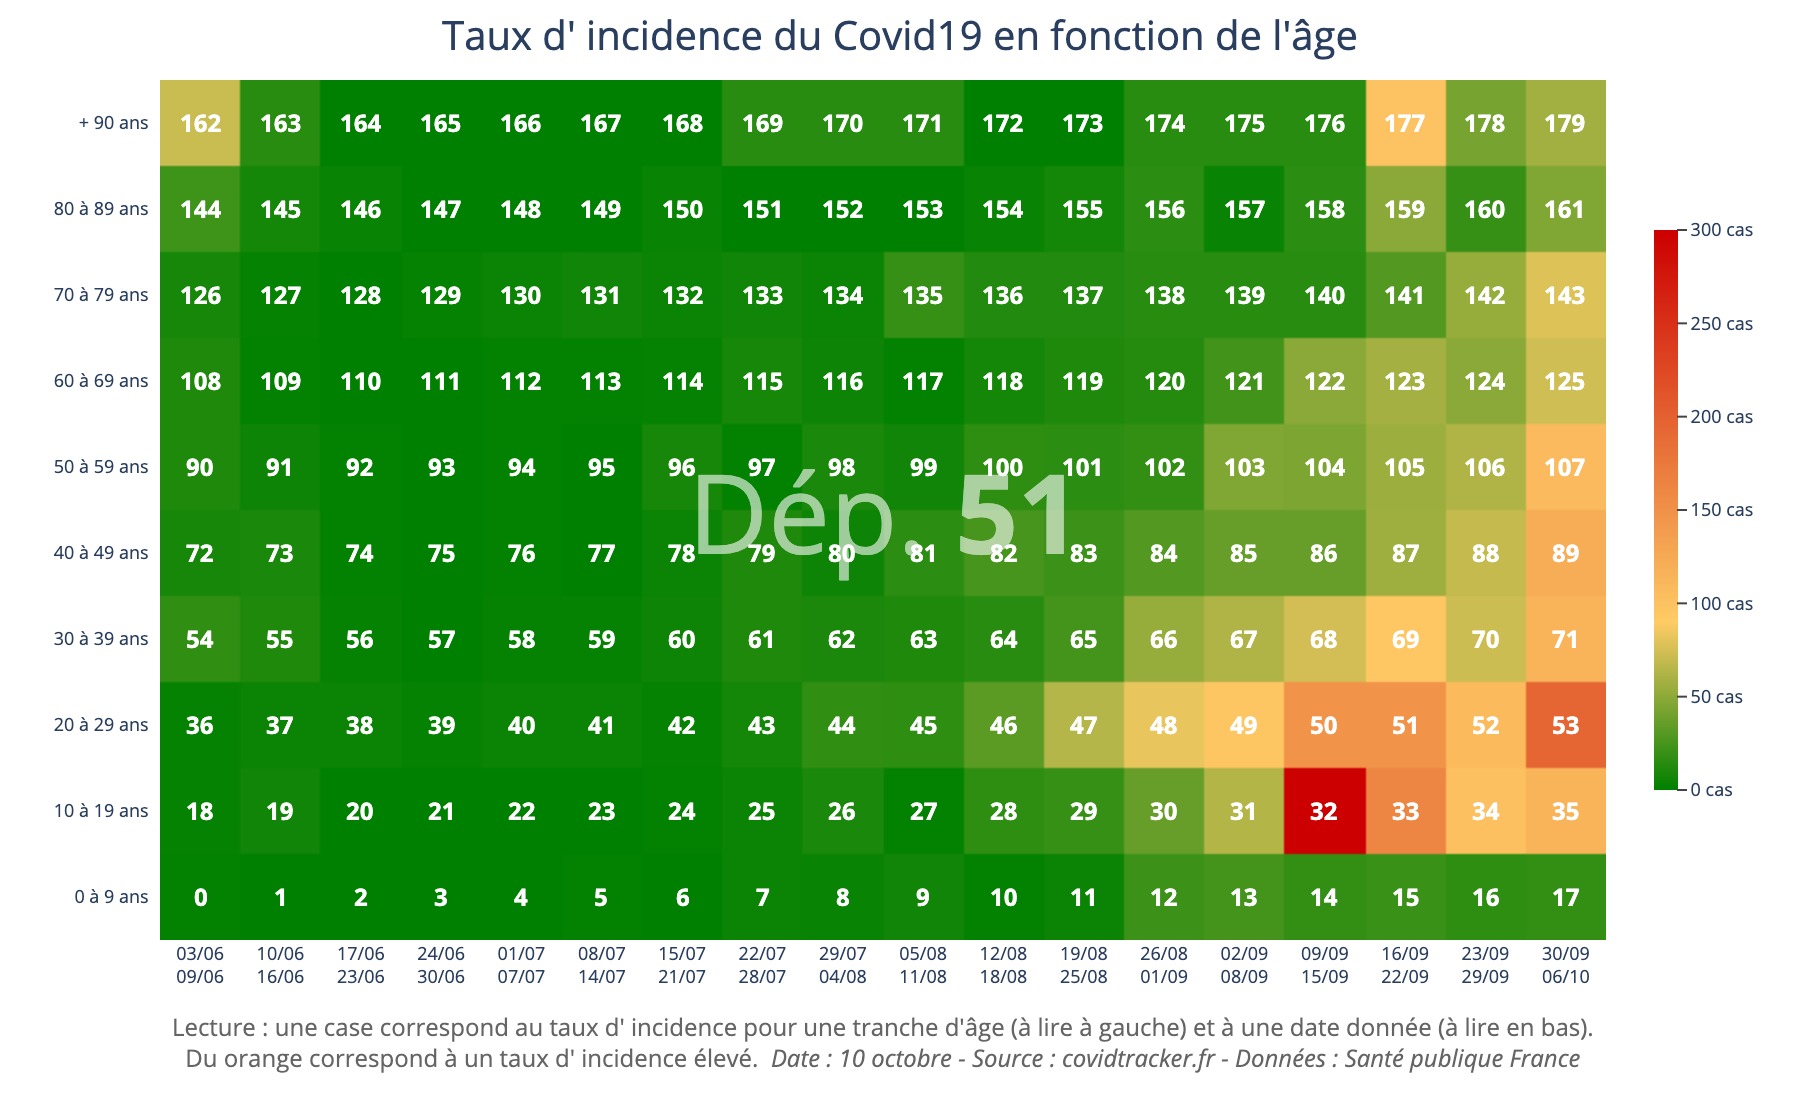 Taux d' incidence du Covid19 en fonction de l'âge
+ 90 ans 162 163 164 165 166 167 168 169 170 171 172 173 174 175 176 177 178 179
80 à 89 ans 144 145 146 147 148 149 150 151 152 153 154 155 156 157 158 159 160 161
70 à 79 ans 126 127 128 129 130 131 132 133 134 135 136 137 138 139 140 141 142 143
60 à 69 ans 108 109 110 111 112 113 114 115 116 117 118 119 120 121 122 123 124 125
50 à 59 ans 90 91 92 93 94 95 96 97 98 99 100 101 102 103 104 105 106 107
Dép. 51
40 à 49 ans 72 73 74 75 76 77 78 79 80 81 82 83 84 85 86 87 88 89
30 à 39 ans 54 55 56 57 58 59 60 61 62 63 64 65 66 67 68 69 70 71
20 à 29 ans 36 37 38 39 40 41 42 43 44 45 46 47 48 49 50 51 52 53
10 à 19 ans 18 19 20 21 22 23 24 25 26 27 28 29 30 31 32 33 34 35
0 à 9 ans 0 1 2 3 4 5 6 7 8 9 10 11 12 13 14 15 16 17
03/06 10/06 17/06 24/06 01/07 08/07 15/07 22/07 29/07 05/08 12/08 19/08 26/08 02/09 09/09 16/09 23/09 30/09
09/06 16/06 23/06 30/06 07/07 14/07 21/07 28/07 04/08 11/08 18/08 25/08 01/09 08/09 15/09 22/09 29/09 06/10
300 cas
250 cas
200 cas
150 cas
100 cas
50 cas
0 cas
Lecture : une case correspond au taux d' incidence pour une tranche d'âge (à lire à gauche) et à une date donnée (à lire en bas).
Du orange correspond à un taux d' incidence élevé. Date : 10 octobre - Source : covidtracker.fr - Données : Santé publique France